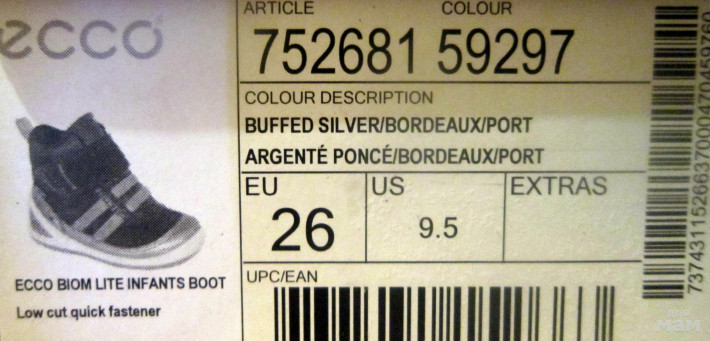 ecco
ECCO BIOM LITE INFANTS BOOT
Low cut quick fastener
ARTICLE COLOUR
752681 59297
COLOUR DESCRIPTION
BUFFED SILVER/BORDEAUX/PORT
ARGENTÉ PONCÉ/BORDEAUX/PORT
EU US EXTRAS
26 9.5
UPC/EAN